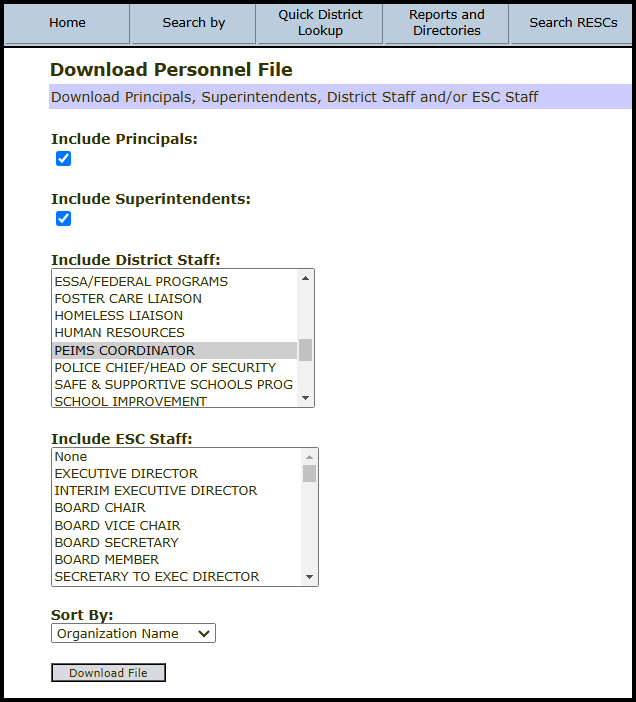 Home
Search by
Quick District
Lookup
Reports and
Directories
Search RESCs
Download Personnel File
Download Principals, Superintendents, District Staff and/or ESC Staff
Include Principals:
Include Superintendents:
Include District Staff:
ESSA/FEDERAL PROGRAMS
FOSTER CARE LIAISON
HOMELESS LIAISON
HUMAN RESOURCES
PEIMS COORDINATOR
POLICE CHIEF/HEAD OF SECURITY
SAFE & SUPPORTIVE SCHOOLS PROG
SCHOOL IMPROVEMENT
Include ESC Staff:
None
EXECUTIVE DIRECTOR
INTERIM EXECUTIVE DIRECTOR
BOARD CHAIR
BOARD VICE CHAIR
BOARD SECRETARY
BOARD MEMBER
SECRETARY TO EXEC DIRECTOR
Sort By:
Organization Name
Download File